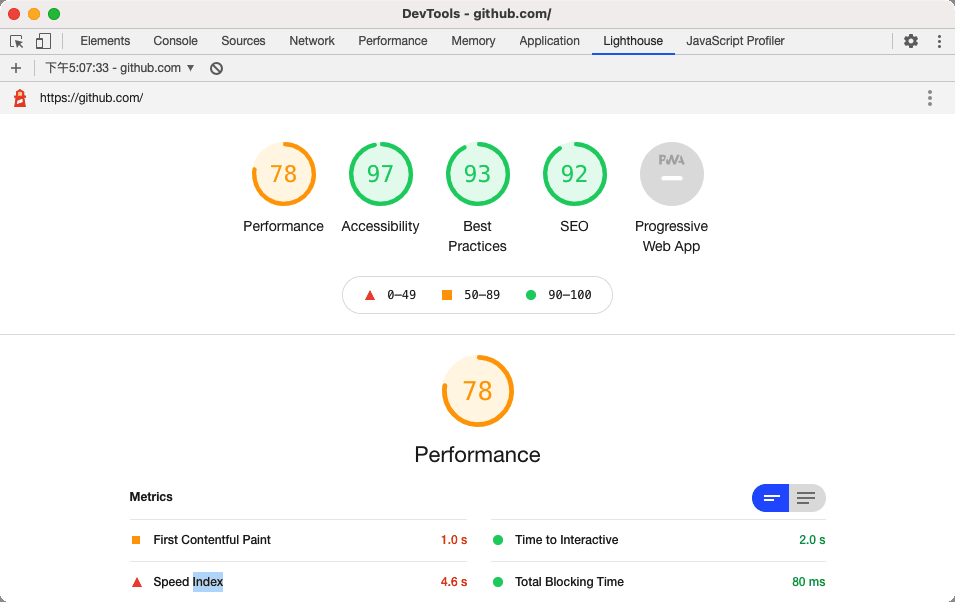 DevTools - github.com/
Elements Console Sources Network Performance Memory Application Lighthouse JavaScript Profiler
下午5:07:33 - github.com ▼
https://github.com/
78 97 93 92 PWA
Performance Accessibility Best Practices SEO Progressive Web App
0–49 50–89 90–100
78
Performance
Metrics
First Contentful Paint 1.0 s Time to Interactive 2.0 s
Speed Index 4.6 s Total Blocking Time 80 ms